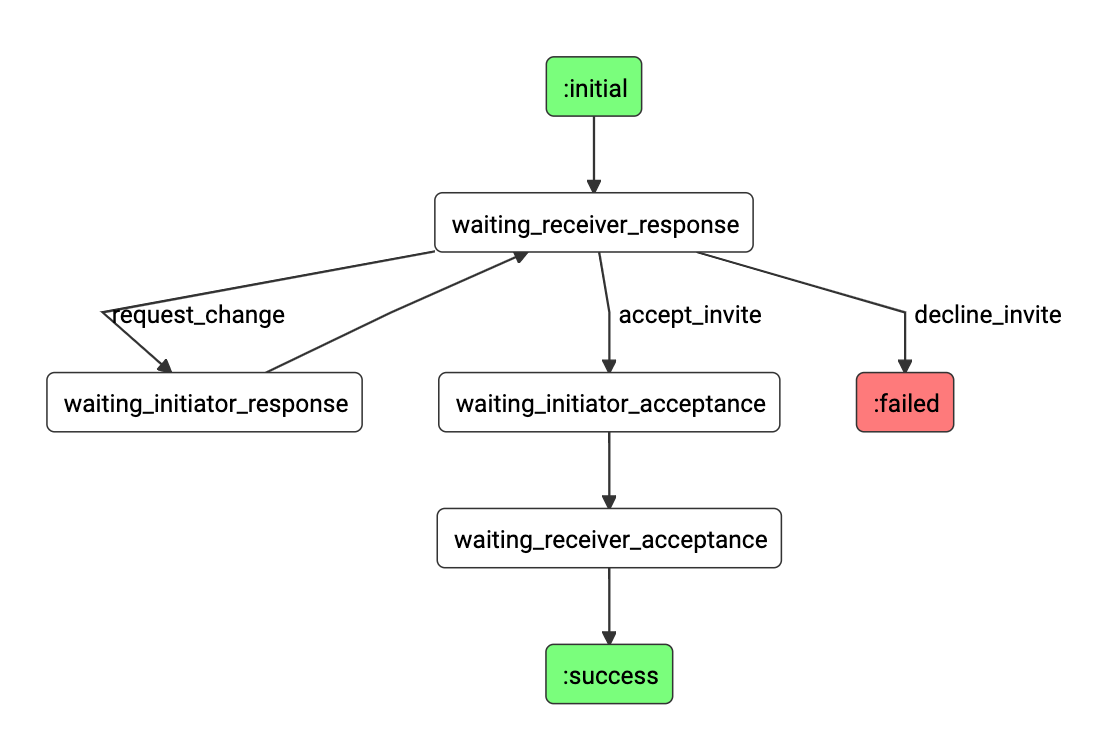 :initial
waiting_receiver_response
request_change
accept_invite
decline_invite
waiting_initiator_response
waiting_initiator_acceptance
:failed
waiting_receiver_acceptance
:success